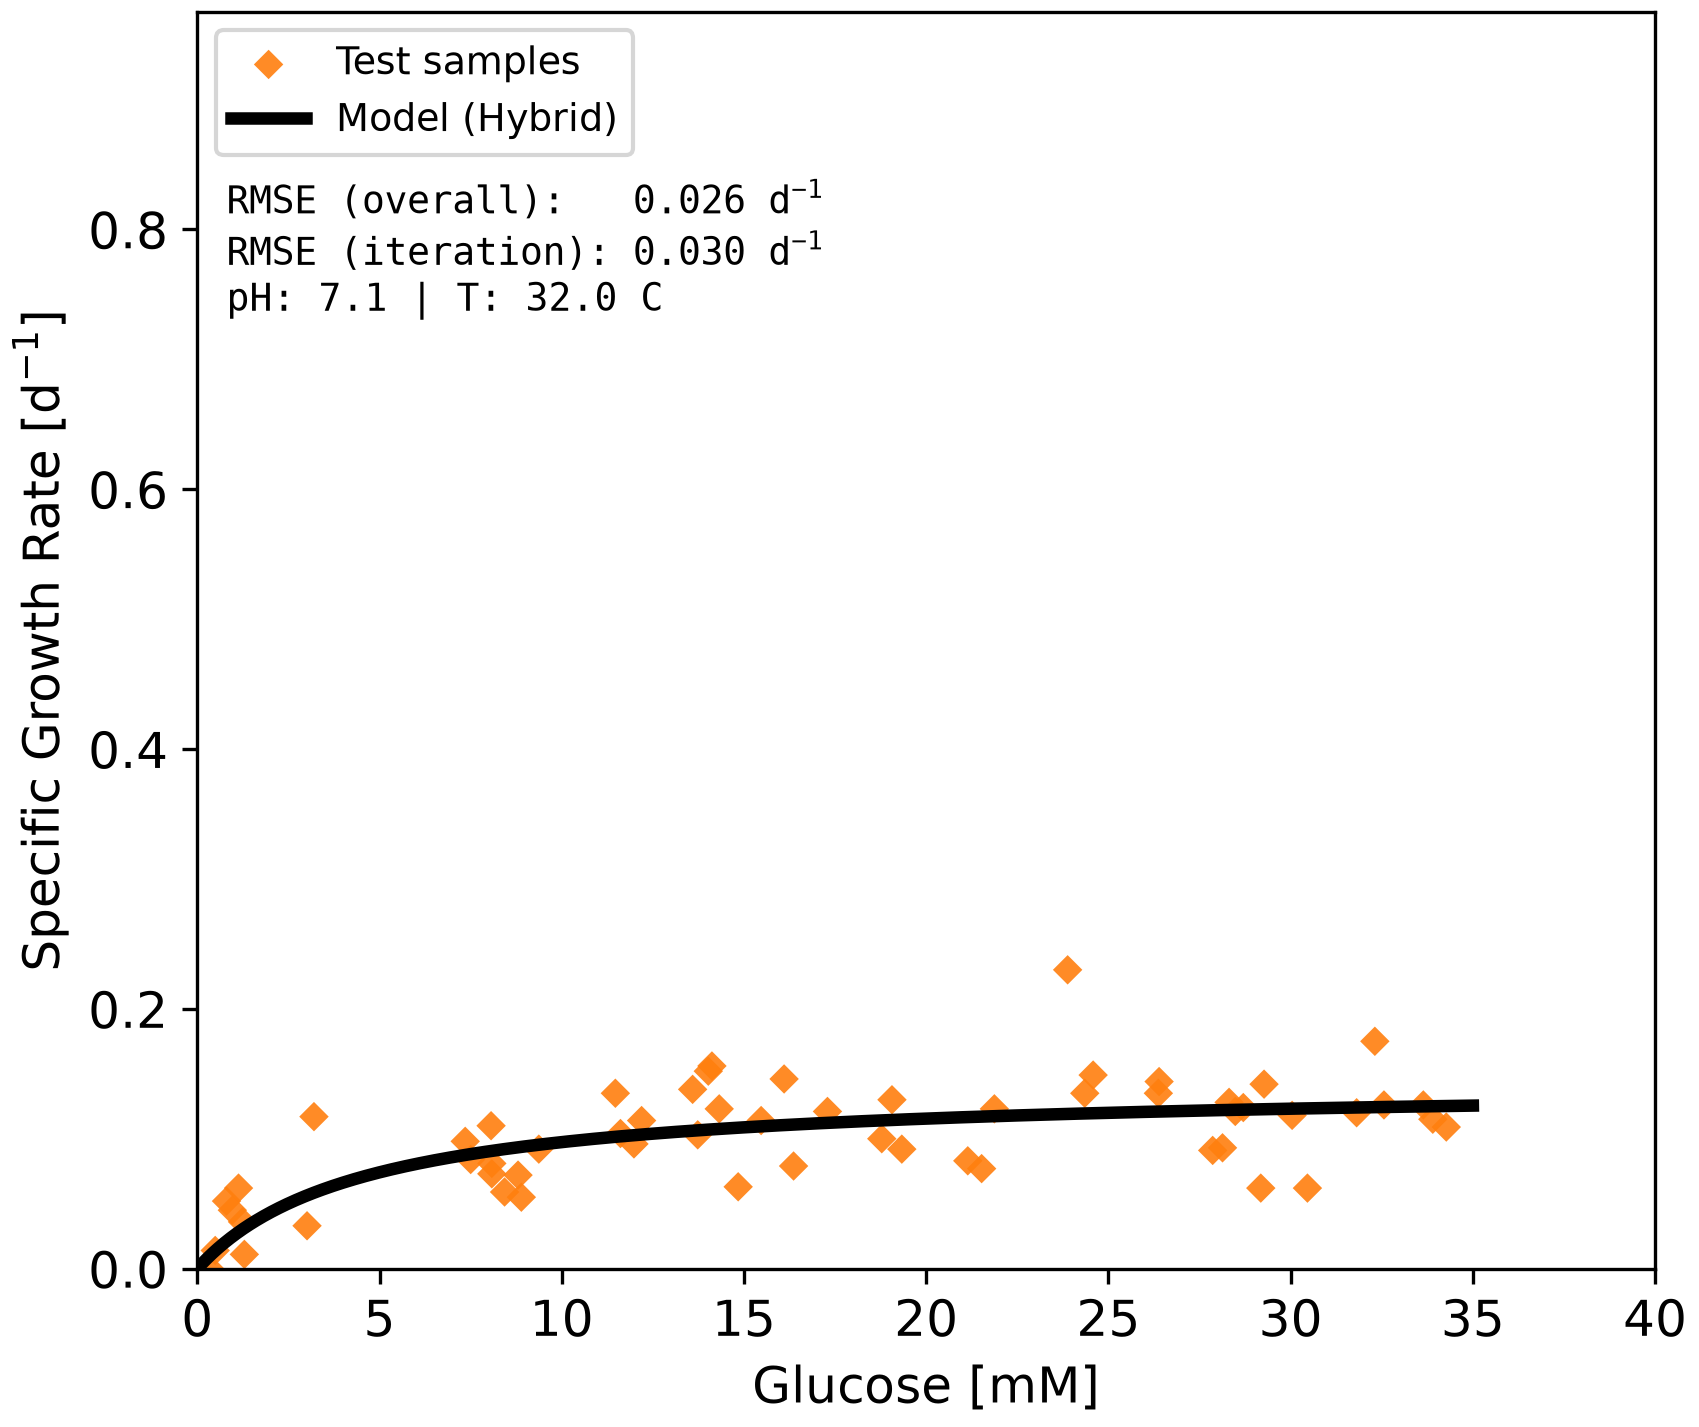 Test samples
Model (Hybrid)
RMSE (overall):   0.026 d⁻¹
RMSE (iteration): 0.030 d⁻¹
pH: 7.1 | T: 32.0 C
Specific Growth Rate [d⁻¹]
0.8
0.6
0.4
0.2
0.0
0 5 10 15 20 25 30 35 40
Glucose [mM]